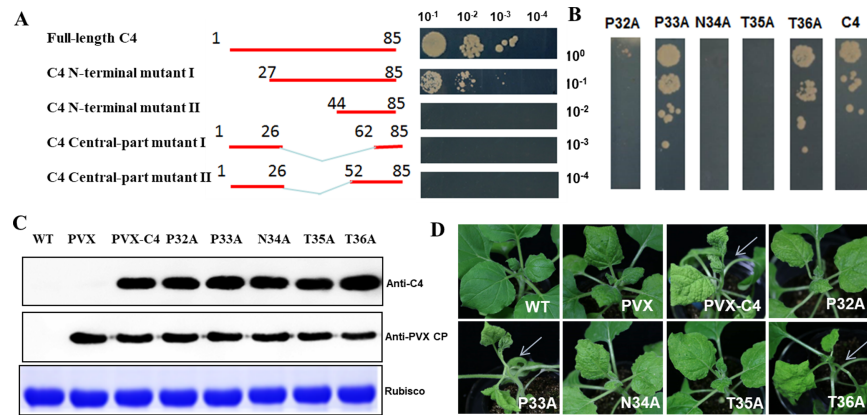 A
10-1 10-2 10-3 10-4
Full-length C4 1 85
C4 N-terminal mutant I 27 85
C4 N-terminal mutant II 44 85
C4 Central-part mutant I 1 26 62 85
C4 Central-part mutant II 1 26 52 85
B
P32A P33A N34A T35A T36A C4
10⁰
10-1
10-2
10-3
10-4
C
WT PVX PVX-C4 P32A P33A N34A T35A T36A
Anti-C4
Anti-PVX CP
Rubisco
D
WT PVX PVX-C4 P32A
P33A N34A T35A T36A